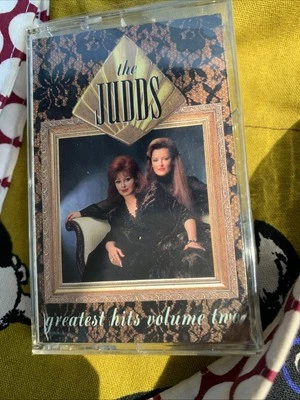 the
JUDDS
greatest hits volume two